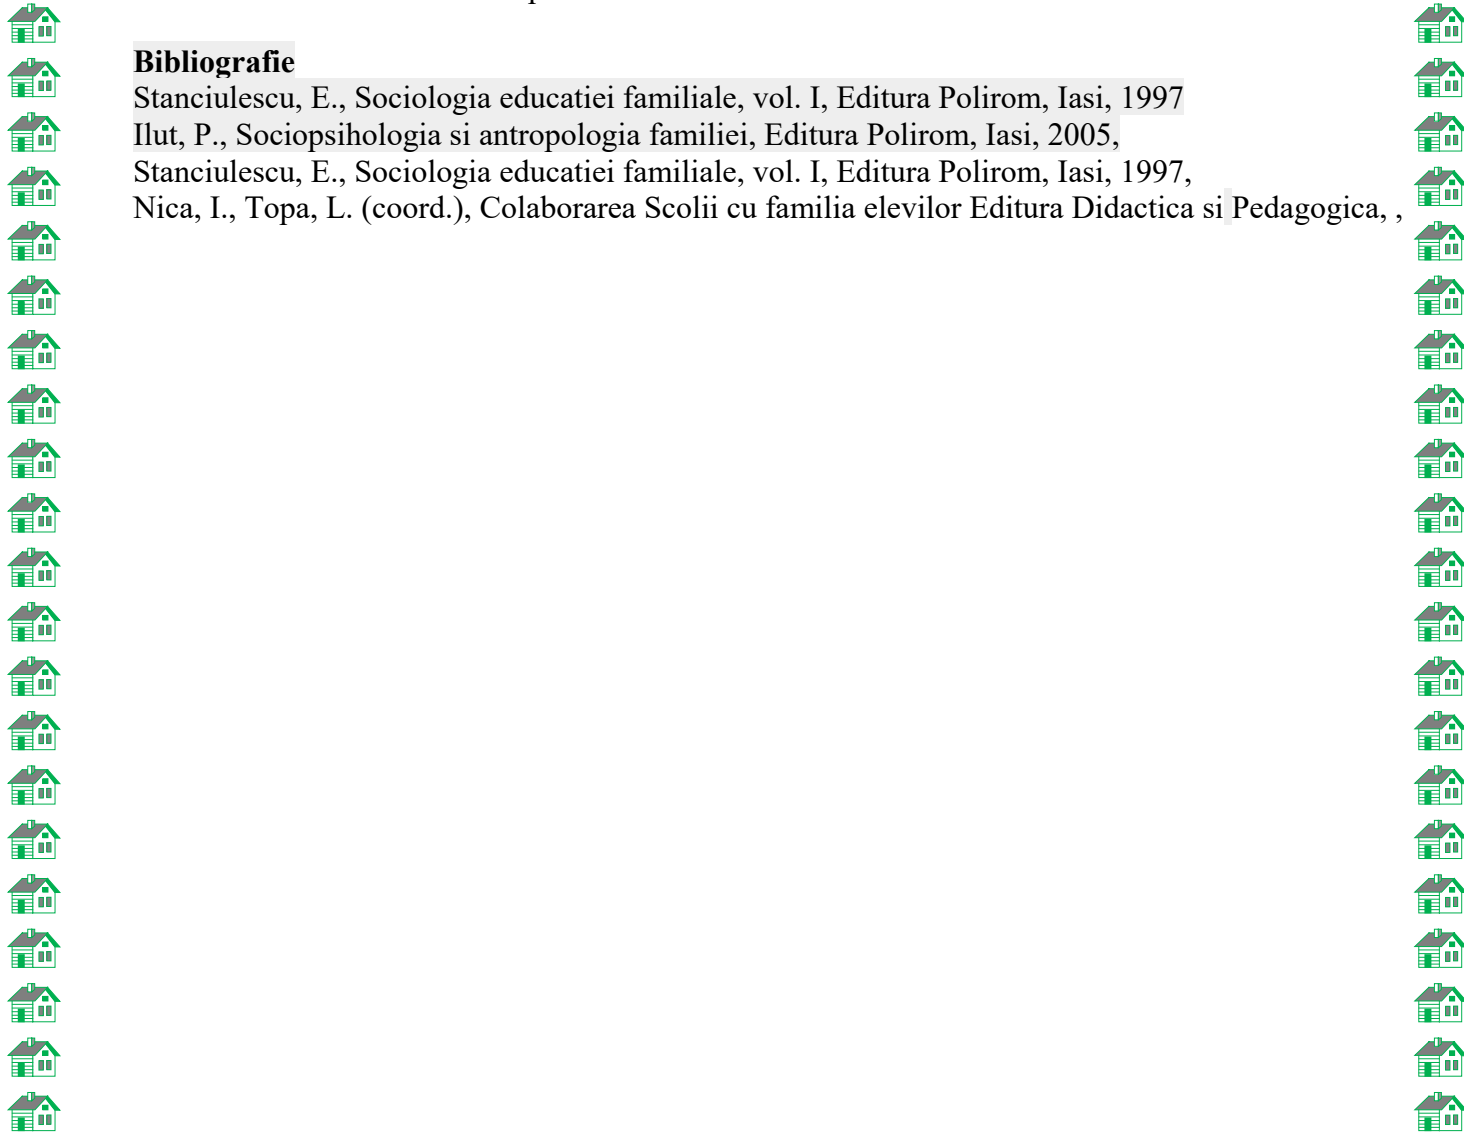 Bibliografie
Stanciulescu, E., Sociologia educatiei familiale, vol. I, Editura Polirom, Iasi, 1997
Ilut, P., Sociopsihologia si antropologia familiei, Editura Polirom, Iasi, 2005,
Stanciulescu, E., Sociologia educatiei familiale, vol. I, Editura Polirom, Iasi, 1997,
Nica, I., Topa, L. (coord.), Colaborarea Scolii cu familia elevilor Editura Didactica si Pedagogica, ,